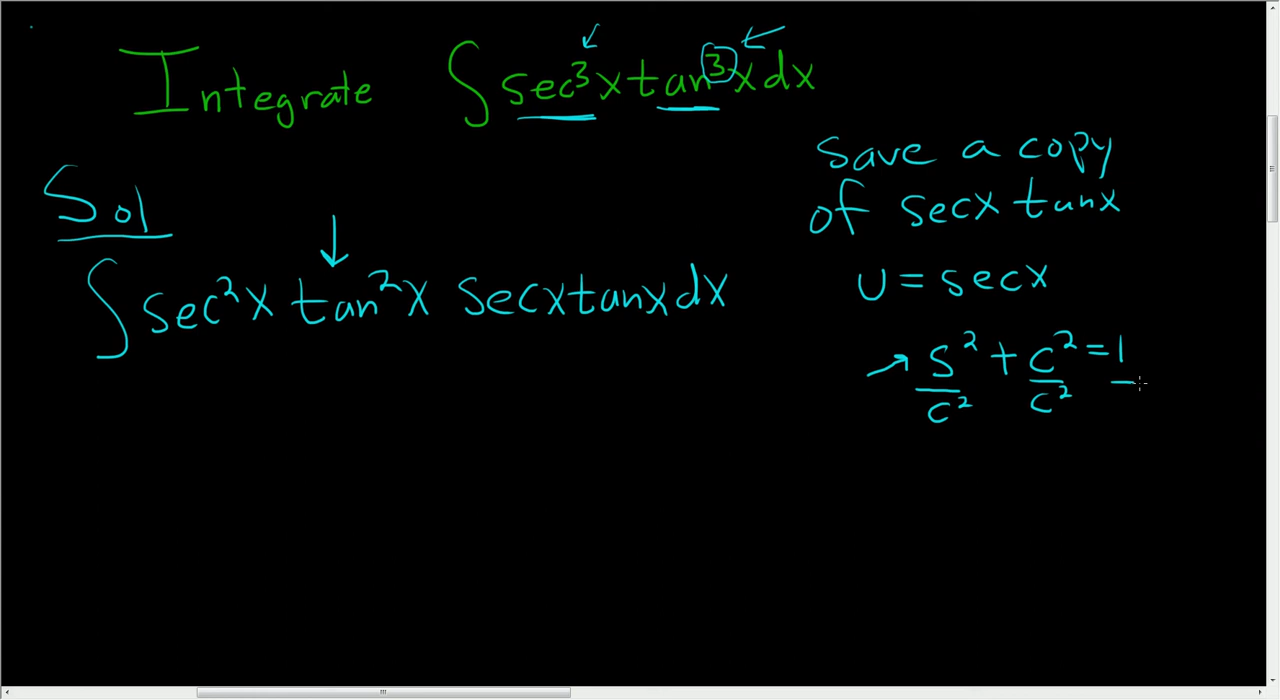 Integrate ∫ sec³x tan³x dx
Save a copy
of secx tanx
Sol
∫ sec²x tan²x secx tanx dx
u = secx
s²/c² + c²/c² = 1